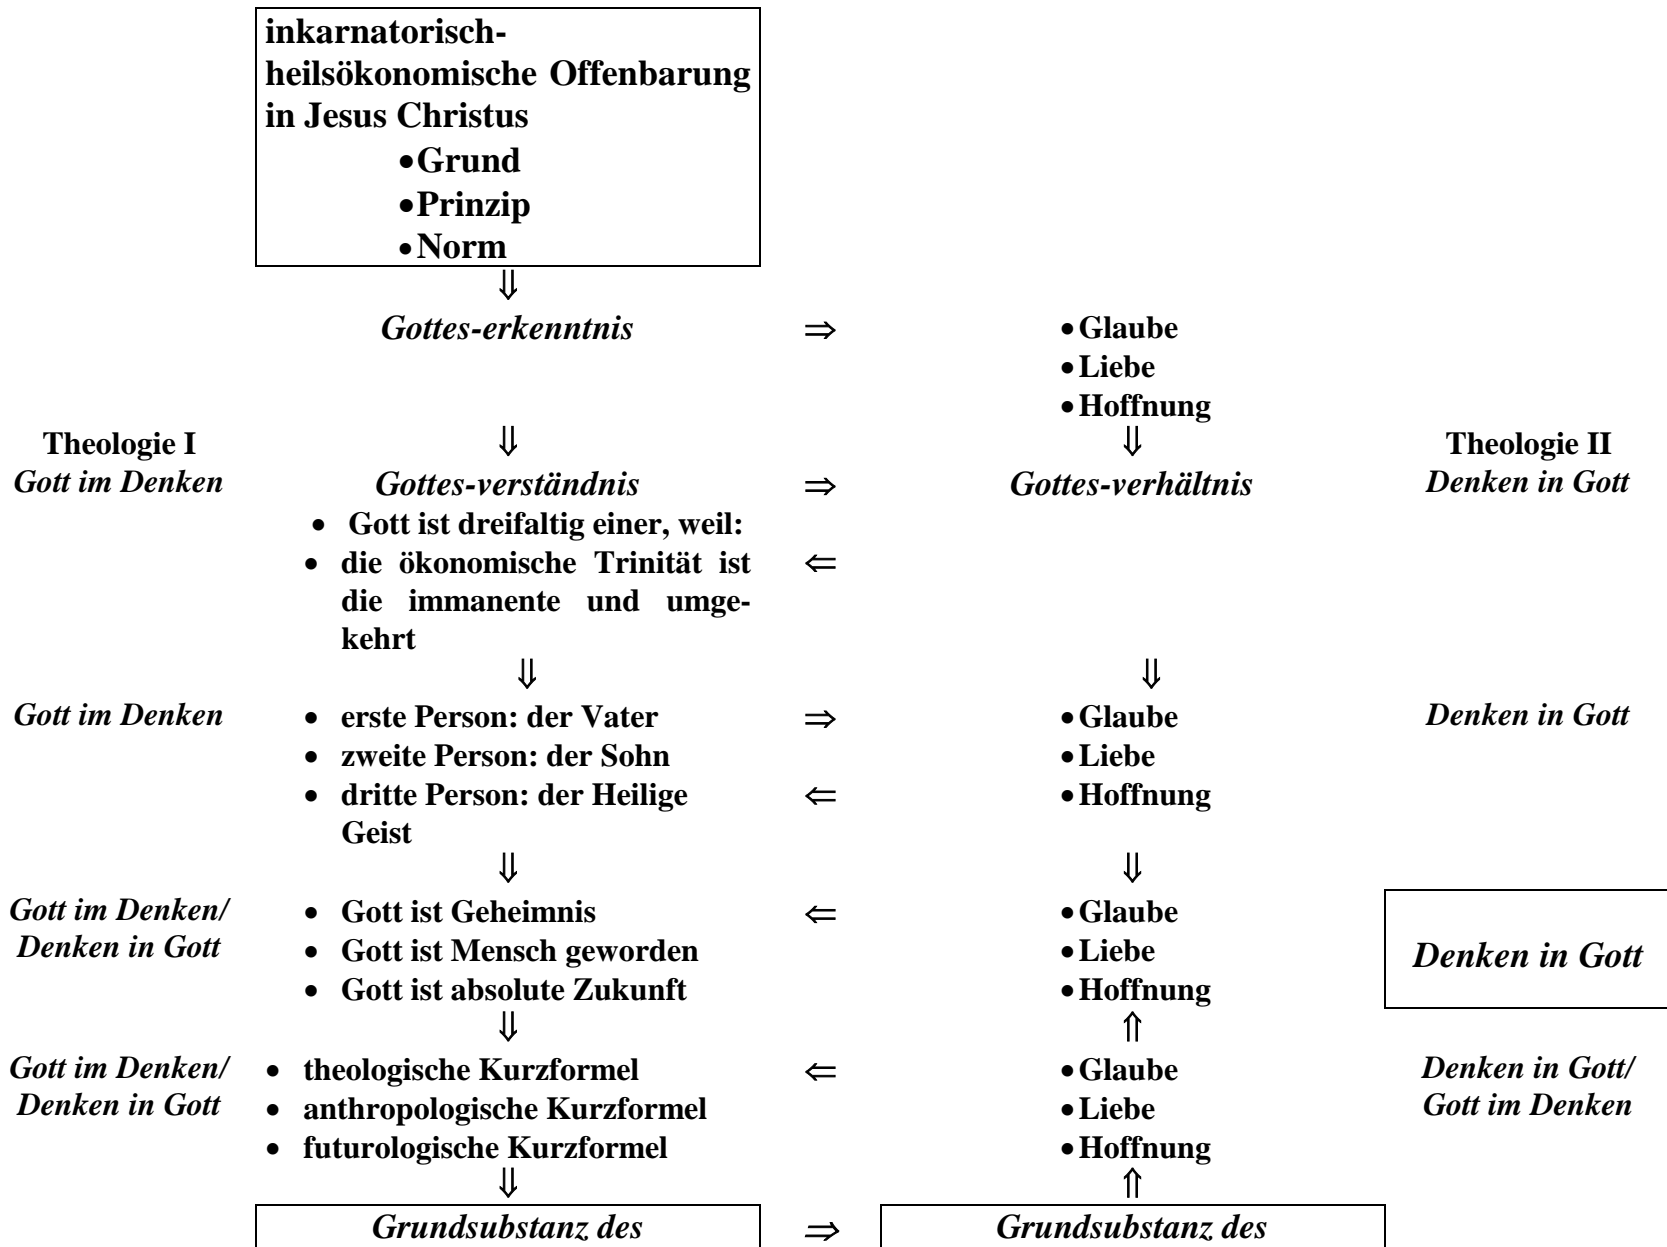 inkarnatorisch-
heilsökonomische Offenbarung
in Jesus Christus
•Grund
•Prinzip
•Norm
⇓
Gottes-erkenntnis ⇒ •Glaube
•Liebe
•Hoffnung
Theologie I ⇓ ⇓ Theologie II
Gott im Denken Gottes-verständnis ⇒ Gottes-verhältnis Denken in Gott
• Gott ist dreifaltig einer, weil:
• die ökonomische Trinität ist ⇐
die immanente und umge-
kehrt
⇓ ⇓
Gott im Denken • erste Person: der Vater ⇒ •Glaube Denken in Gott
• zweite Person: der Sohn •Liebe
• dritte Person: der Heilige ⇐ •Hoffnung
Geist
⇓ ⇓
Gott im Denken/ • Gott ist Geheimnis ⇐ •Glaube
Denken in Gott • Gott ist Mensch geworden •Liebe Denken in Gott
• Gott ist absolute Zukunft •Hoffnung
⇓ ⇑
Gott im Denken/ • theologische Kurzformel ⇐ •Glaube Denken in Gott/
Denken in Gott • anthropologische Kurzformel •Liebe Gott im Denken
• futurologische Kurzformel •Hoffnung
⇓ ⇑
Grundsubstanz des ⇒ Grundsubstanz des